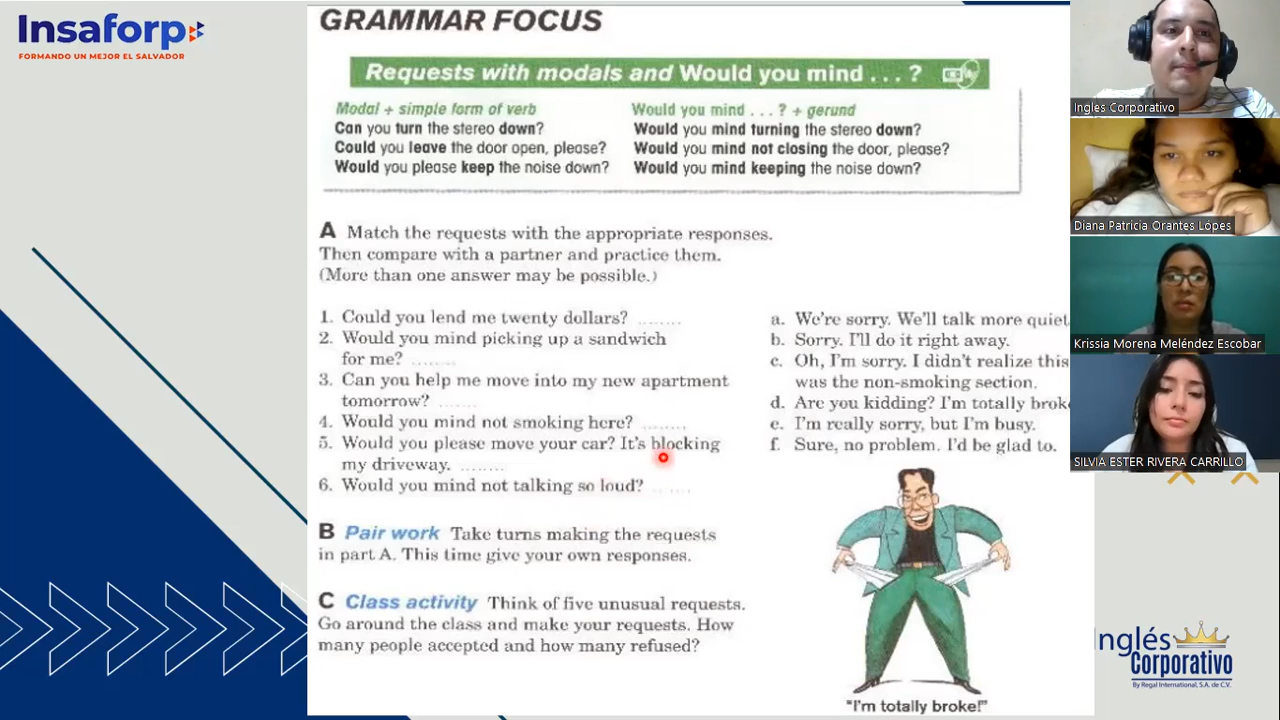 Insaforp
FORMANDO UN MEJOR EL SALVADOR
GRAMMAR FOCUS
Requests with modals and Would you mind . . . ?
Modal + simple form of verb
Can you turn the stereo down?
Could you leave the door open, please?
Would you please keep the noise down?
Would you mind . . . ? + gerund
Would you mind turning the stereo down?
Would you mind not closing the door, please?
Would you mind keeping the noise down?
A Match the requests with the appropriate responses.
Then compare with a partner and practice them.
(More than one answer may be possible.)
1. Could you lend me twenty dollars? ........
2. Would you mind picking up a sandwich
for me? ........
3. Can you help me move into my new apartment
tomorrow? .......
4. Would you mind not smoking here? ........
5. Would you please move your car? It's blocking
my driveway. ........
6. Would you mind not talking so loud? .......
a. We're sorry. We'll talk more quiet
b. Sorry. I'll do it right away.
c. Oh, I'm sorry. I didn't realize this
was the non-smoking section.
d. Are you kidding? I'm totally brok
e. I'm really sorry, but I'm busy.
f. Sure, no problem. I'd be glad to.
B Pair work Take turns making the requests
in part A. This time give your own responses.
C Class activity Think of five unusual requests.
Go around the class and make your requests. How
many people accepted and how many refused?
"I'm totally broke!"
Ingles Corporativo
Diana Patricia Orantes Lópes
Krissia Morena Meléndez Escobar
SILVIA ESTER RIVERA CARRILLO
Inglés
Corporativo
By Regal International, S.A. de C.V.